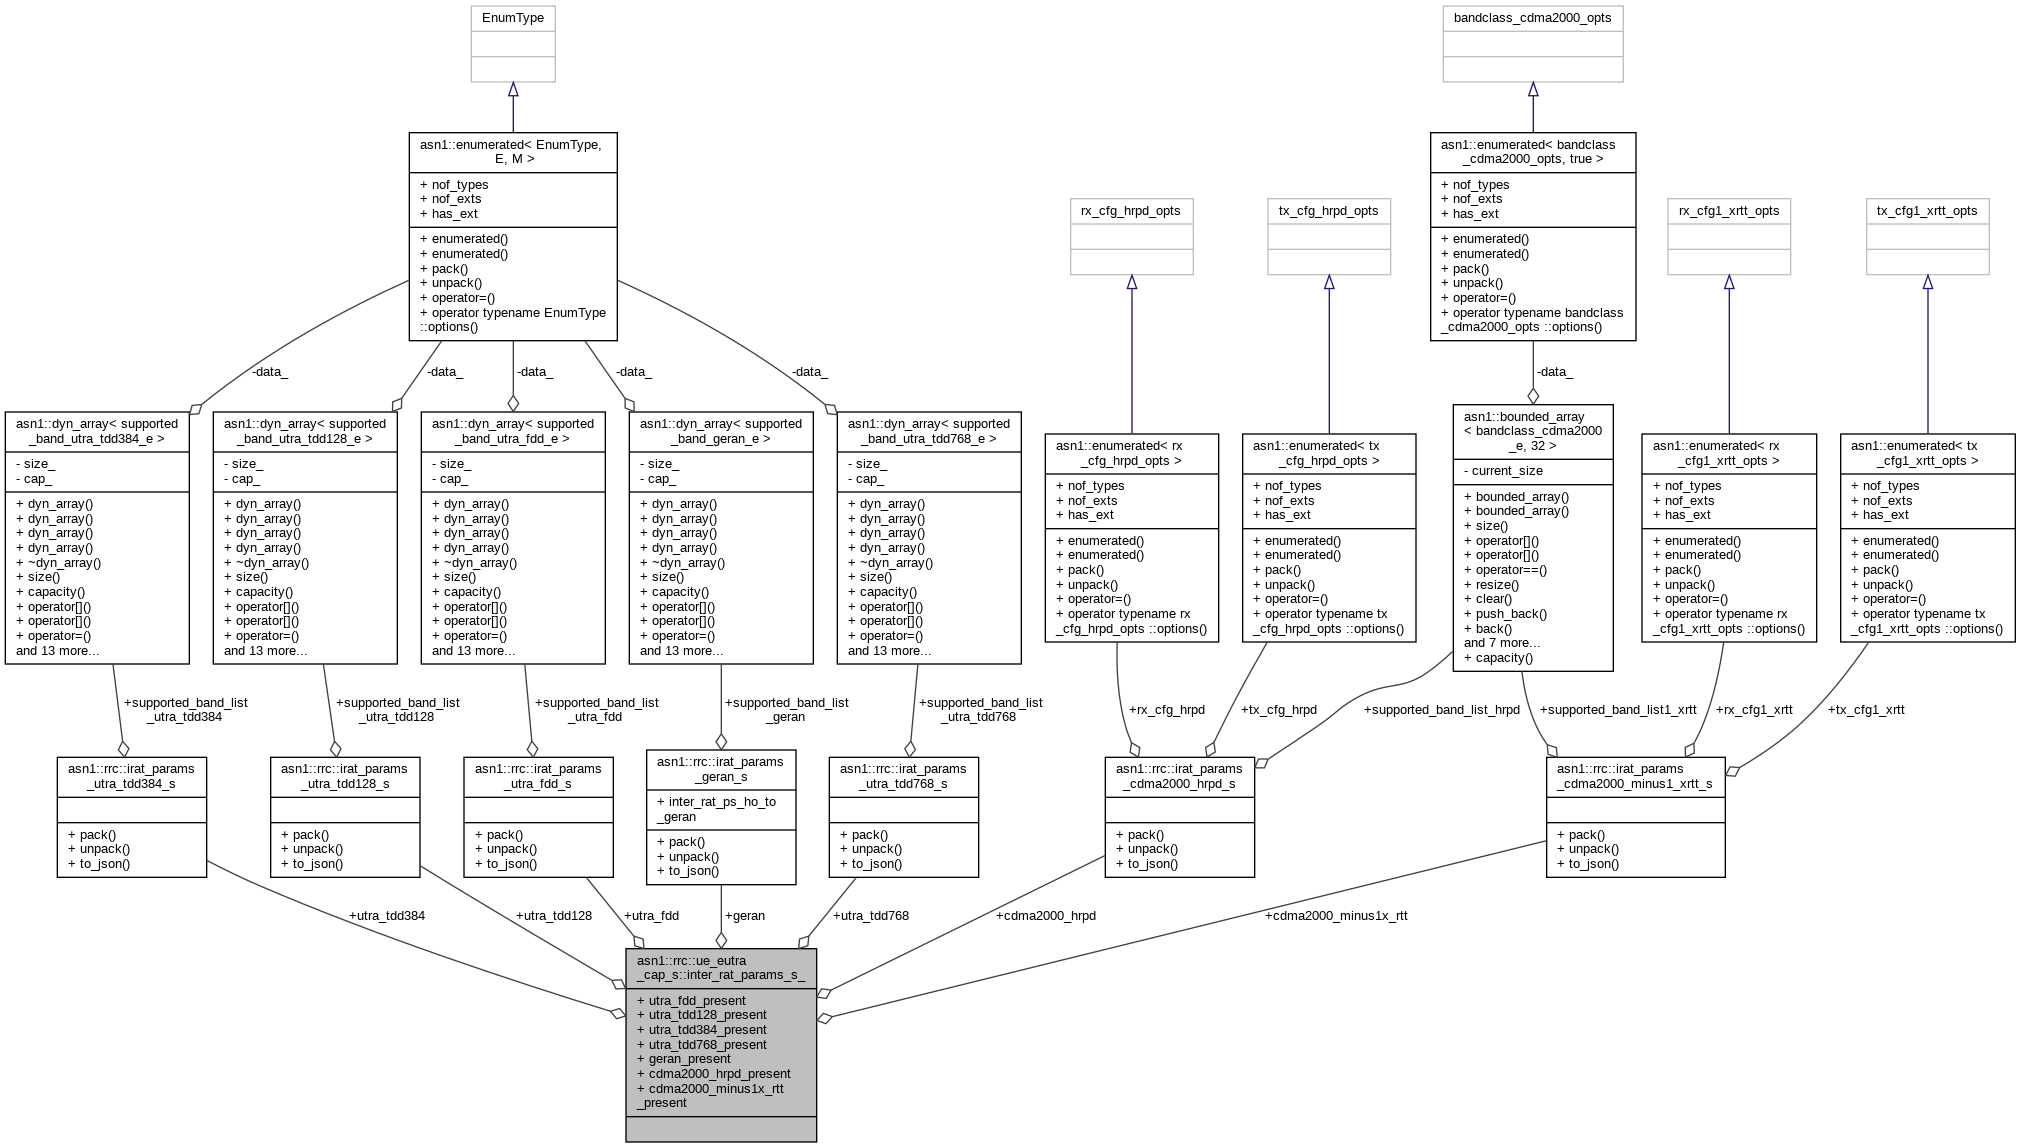 EnumType
bandclass_cdma2000_opts
asn1::enumerated< EnumType,
E, M >
+ nof_types
+ nof_exts
+ has_ext
+ enumerated()
+ enumerated()
+ pack()
+ unpack()
+ operator=()
+ operator typename EnumType
::options()
asn1::enumerated< bandclass
_cdma2000_opts, true >
+ nof_types
+ nof_exts
+ has_ext
+ enumerated()
+ enumerated()
+ pack()
+ unpack()
+ operator=()
+ operator typename bandclass
_cdma2000_opts ::options()
rx_cfg_hrpd_opts
tx_cfg_hrpd_opts
rx_cfg1_xrtt_opts
tx_cfg1_xrtt_opts
-data_
-data_
-data_
-data_
-data_
-data_
asn1::dyn_array< supported
_band_utra_tdd384_e >
- size_
- cap_
+ dyn_array()
+ dyn_array()
+ dyn_array()
+ dyn_array()
+ ~dyn_array()
+ size()
+ capacity()
+ operator[]()
+ operator[]()
+ operator=()
and 13 more...
asn1::dyn_array< supported
_band_utra_tdd128_e >
- size_
- cap_
+ dyn_array()
+ dyn_array()
+ dyn_array()
+ dyn_array()
+ ~dyn_array()
+ size()
+ capacity()
+ operator[]()
+ operator[]()
+ operator=()
and 13 more...
asn1::dyn_array< supported
_band_utra_fdd_e >
- size_
- cap_
+ dyn_array()
+ dyn_array()
+ dyn_array()
+ dyn_array()
+ ~dyn_array()
+ size()
+ capacity()
+ operator[]()
+ operator[]()
+ operator=()
and 13 more...
asn1::dyn_array< supported
_band_geran_e >
- size_
- cap_
+ dyn_array()
+ dyn_array()
+ dyn_array()
+ dyn_array()
+ ~dyn_array()
+ size()
+ capacity()
+ operator[]()
+ operator[]()
+ operator=()
and 13 more...
asn1::dyn_array< supported
_band_utra_tdd768_e >
- size_
- cap_
+ dyn_array()
+ dyn_array()
+ dyn_array()
+ dyn_array()
+ ~dyn_array()
+ size()
+ capacity()
+ operator[]()
+ operator[]()
+ operator=()
and 13 more...
asn1::enumerated< rx
_cfg_hrpd_opts >
+ nof_types
+ nof_exts
+ has_ext
+ enumerated()
+ enumerated()
+ pack()
+ unpack()
+ operator=()
+ operator typename rx
_cfg_hrpd_opts ::options()
asn1::enumerated< tx
_cfg_hrpd_opts >
+ nof_types
+ nof_exts
+ has_ext
+ enumerated()
+ enumerated()
+ pack()
+ unpack()
+ operator=()
+ operator typename tx
_cfg_hrpd_opts ::options()
asn1::bounded_array
< bandclass_cdma2000
_e, 32 >
- current_size
+ bounded_array()
+ bounded_array()
+ size()
+ operator[]()
+ operator[]()
+ operator==()
+ resize()
+ clear()
+ push_back()
+ back()
and 7 more...
+ capacity()
asn1::enumerated< rx
_cfg1_xrtt_opts >
+ nof_types
+ nof_exts
+ has_ext
+ enumerated()
+ enumerated()
+ pack()
+ unpack()
+ operator=()
+ operator typename rx
_cfg1_xrtt_opts ::options()
asn1::enumerated< tx
_cfg1_xrtt_opts >
+ nof_types
+ nof_exts
+ has_ext
+ enumerated()
+ enumerated()
+ pack()
+ unpack()
+ operator=()
+ operator typename tx
_cfg1_xrtt_opts ::options()
+supported_band_list
_utra_tdd384
+supported_band_list
_utra_tdd128
+supported_band_list
_utra_fdd
+supported_band_list
_geran
+supported_band_list
_utra_tdd768
+rx_cfg_hrpd
+tx_cfg_hrpd
+supported_band_list_hrpd
+supported_band_list1_xrtt
+rx_cfg1_xrtt
+tx_cfg1_xrtt
asn1::rrc::irat_params
_utra_tdd384_s
+ pack()
+ unpack()
+ to_json()
asn1::rrc::irat_params
_utra_tdd128_s
+ pack()
+ unpack()
+ to_json()
asn1::rrc::irat_params
_utra_fdd_s
+ pack()
+ unpack()
+ to_json()
asn1::rrc::irat_params
_geran_s
+ inter_rat_ps_ho_to
_geran
+ pack()
+ unpack()
+ to_json()
asn1::rrc::irat_params
_utra_tdd768_s
+ pack()
+ unpack()
+ to_json()
asn1::rrc::irat_params
_cdma2000_hrpd_s
+ pack()
+ unpack()
+ to_json()
asn1::rrc::irat_params
_cdma2000_minus1_xrtt_s
+ pack()
+ unpack()
+ to_json()
+utra_tdd384
+utra_tdd128
+utra_fdd
+geran
+utra_tdd768
+cdma2000_hrpd
+cdma2000_minus1x_rtt
asn1::rrc::ue_eutra
_cap_s::inter_rat_params_s_
+ utra_fdd_present
+ utra_tdd128_present
+ utra_tdd384_present
+ utra_tdd768_present
+ geran_present
+ cdma2000_hrpd_present
+ cdma2000_minus1x_rtt
_present